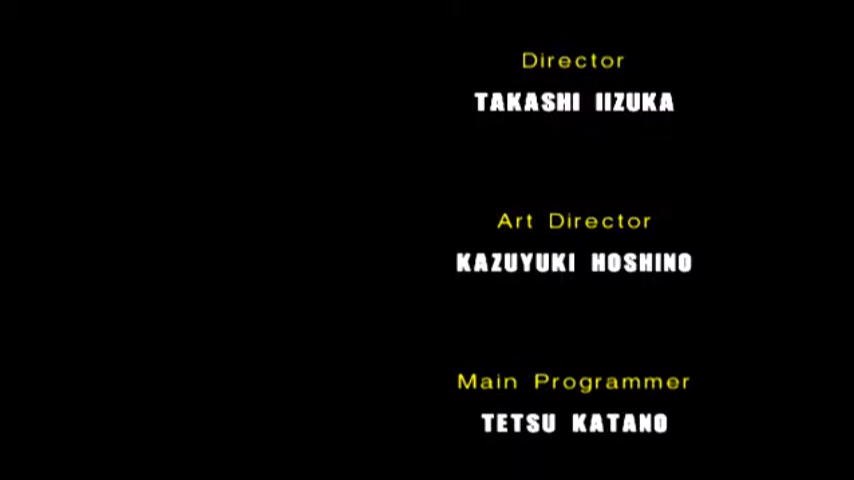 Director
TAKASHI IIZUKA
Art Director
KAZUYUKI HOSHINO
Main Programmer
TETSU KATANO